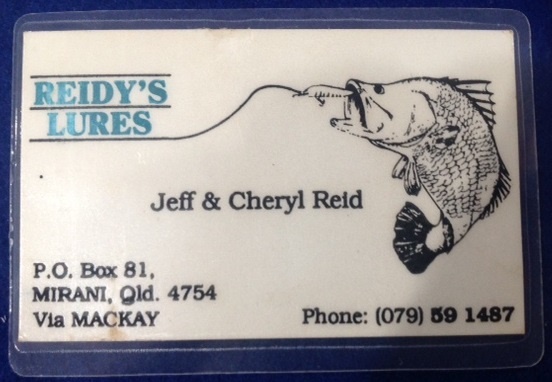 REIDY'S
LURES
Jeff & Cheryl Reid
P.O. Box 81,
MIRANI, Qld. 4754
Via MACKAY
Phone: (079) 59 1487